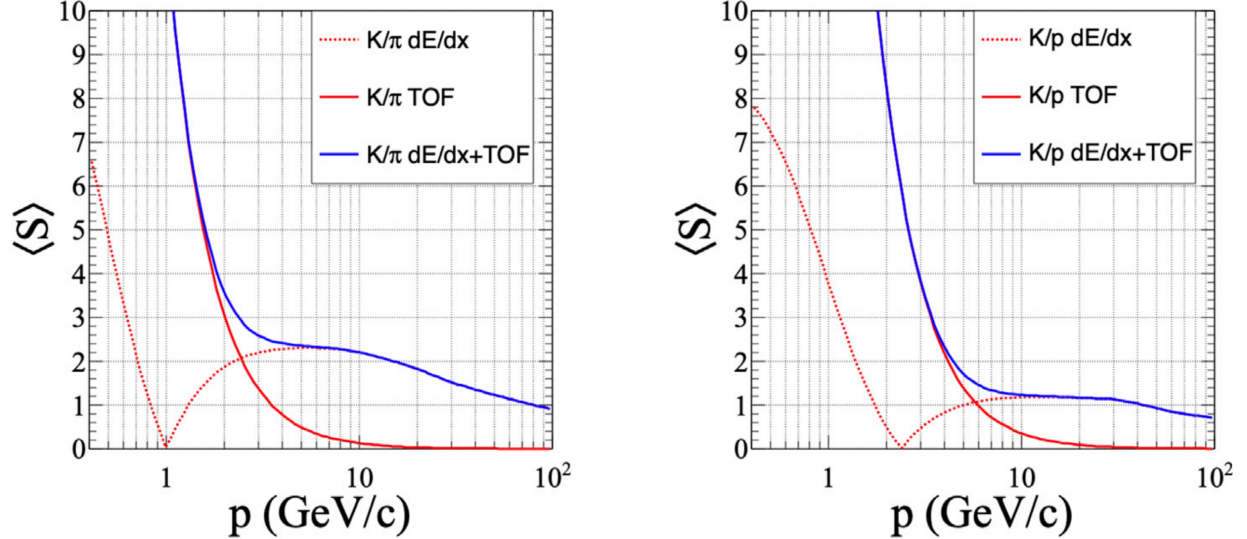 10
9
8
7
6
5
4
3
2
1
0
⟨S⟩
K/π dE/dx
K/π TOF
K/π dE/dx+TOF
1 10 10²
p (GeV/c)
10
9
8
7
6
5
4
3
2
1
0
⟨S⟩
K/p dE/dx
K/p TOF
K/p dE/dx+TOF
1 10 10²
p (GeV/c)